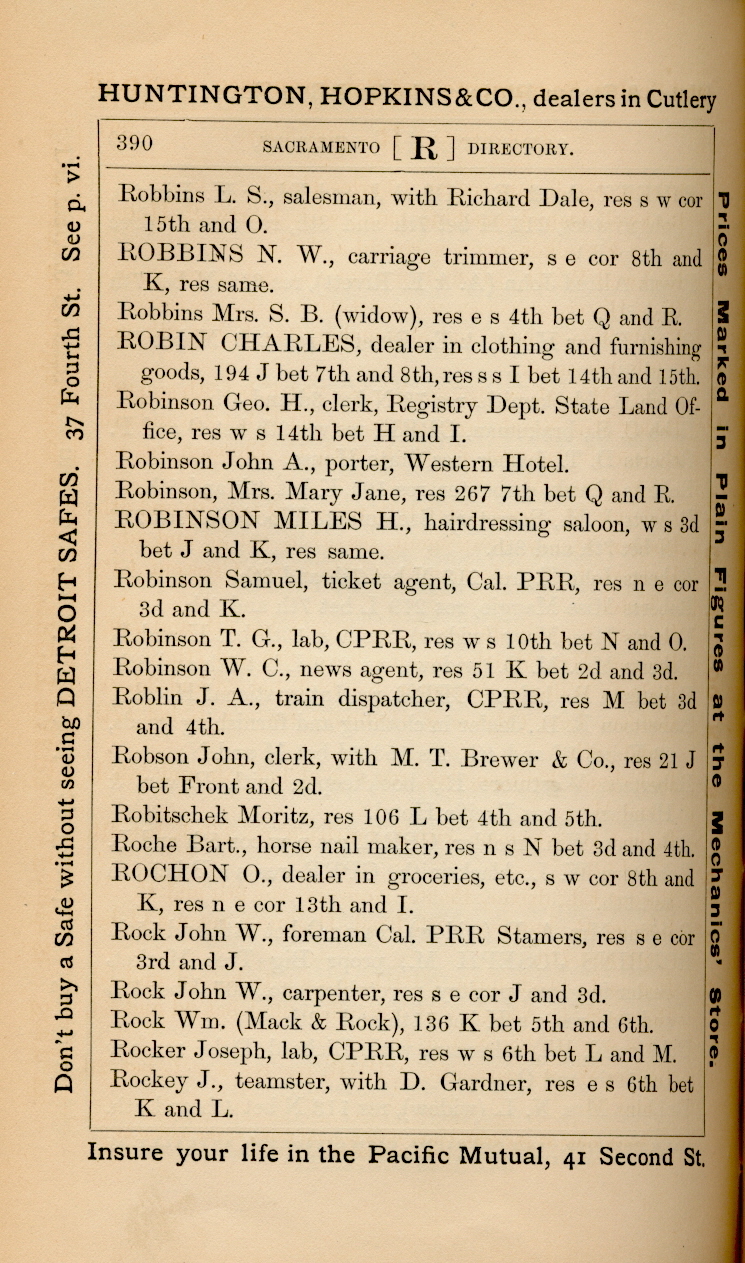 HUNTINGTON, HOPKINS & CO., dealers in Cutlery
390 SACRAMENTO [ R ] DIRECTORY.
Robbins L. S., salesman, with Richard Dale, res s w cor
15th and O.
ROBBINS N. W., carriage trimmer, s e cor 8th and
K, res same.
Robbins Mrs. S. B. (widow), res e s 4th bet Q and R.
ROBIN CHARLES, dealer in clothing and furnishing
goods, 194 J bet 7th and 8th, res s s I bet 14th and 15th.
Robinson Geo. H., clerk, Registry Dept. State Land Of-
fice, res w s 14th bet H and I.
Robinson John A., porter, Western Hotel.
Robinson, Mrs. Mary Jane, res 267 7th bet Q and R.
ROBINSON MILES H., hairdressing saloon, w s 3d
bet J and K, res same.
Robinson Samuel, ticket agent, Cal. PRR, res n e cor
3d and K.
Robinson T. G., lab, CPRR, res w s 10th bet N and O.
Robinson W. C., news agent, res 51 K bet 2d and 3d.
Roblin J. A., train dispatcher, CPRR, res M bet 3d
and 4th.
Robson John, clerk, with M. T. Brewer & Co., res 21 J
bet Front and 2d.
Robitschek Moritz, res 106 L bet 4th and 5th.
Roche Bart., horse nail maker, res n s N bet 3d and 4th.
ROCHON O., dealer in groceries, etc., s w cor 8th and
K, res n e cor 13th and I.
Rock John W., foreman Cal. PRR Stamers, res s e cor
3rd and J.
Rock John W., carpenter, res s e cor J and 3d.
Rock Wm. (Mack & Rock), 136 K bet 5th and 6th.
Rocker Joseph, lab, CPRR, res w s 6th bet L and M.
Rockey J., teamster, with D. Gardner, res e s 6th bet
K and L.
Insure your life in the Pacific Mutual, 41 Second St.
Don't buy a Safe without seeing DETROIT SAFES. 37 Fourth St. See p. vi.
Prices Marked in Plain Figures at the Mechanics' Store.